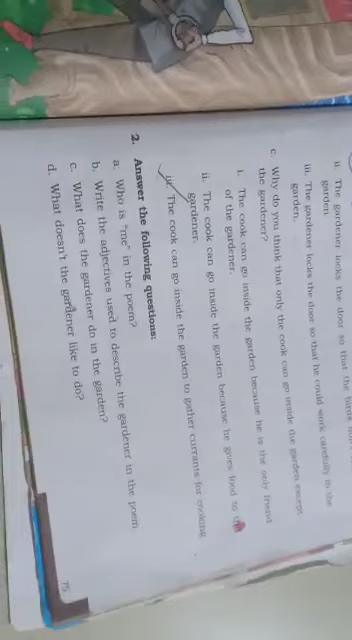 ii. The gardener locks the door so that the birds
garden.
iii. The gardener locks the door so that he could work carefully in the
garden.
c. Why do you think that only the cook can go inside the garden except
the gardener?
i. The cook can go inside the garden because he is the only friend
of the gardener.
ii. The cook can go inside the garden because he gives food to the
gardener.
iii. The cook can go inside the garden to gather currants for cooking.
2. Answer the following questions:
a. Who is "me" in the poem?
b. Write the adjectives used to describe the gardener in the poem
c. What does the gardener do in the garden?
d. What doesn't the gardener like to do?
75